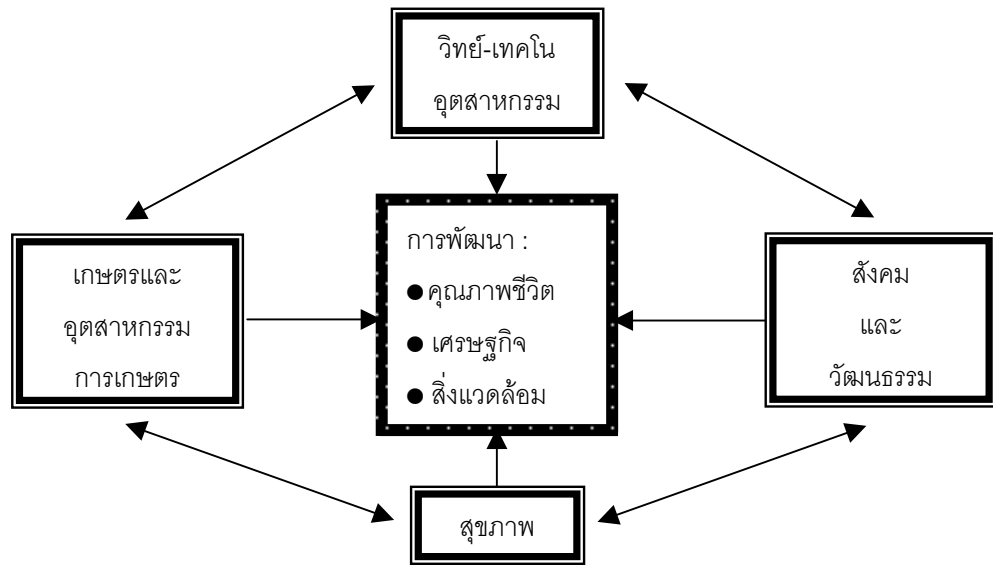 วิทย์-เทคโน
อุตสาหกรรม
การพัฒนา :
●คุณภาพชีวิต
● เศรษฐกิจ
● สิ่งแวดล้อม
เกษตรและ
อุตสาหกรรม
การเกษตร
สังคม
และ
วัฒนธรรม
สุขภาพ